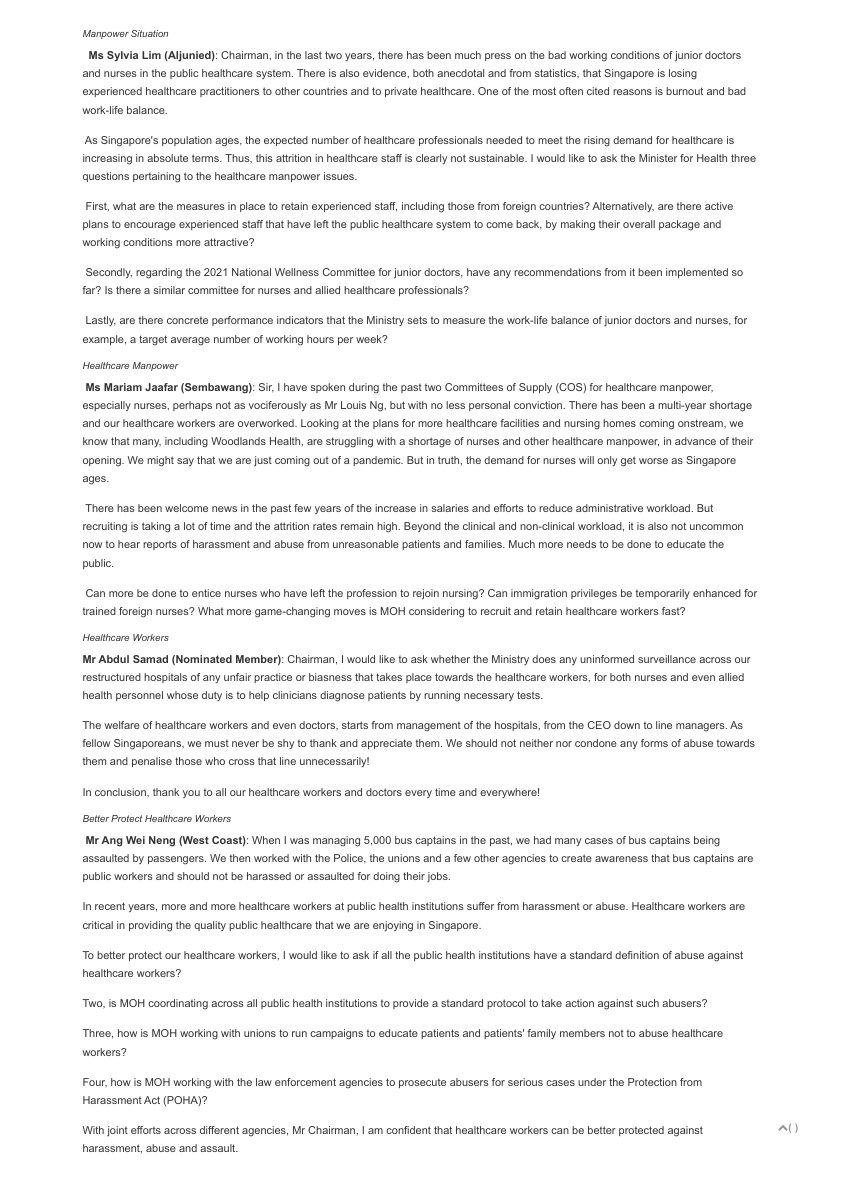 Manpower Situation
Ms Sylvia Lim (Aljunied): Chairman, in the last two years, there has been much press on the bad working conditions of junior doctors
and nurses in the public healthcare system. There is also evidence, both anecdotal and from statistics, that Singapore is losing
experienced healthcare practitioners to other countries and to private healthcare. One of the most often cited reasons is burnout and bad
work-life balance.
As Singapore's population ages, the expected number of healthcare professionals needed to meet the rising demand for healthcare is
increasing in absolute terms. Thus, this attrition in healthcare staff is clearly not sustainable. I would like to ask the Minister for Health three
questions pertaining to the healthcare manpower issues.
First, what are the measures in place to retain experienced staff, including those from foreign countries? Alternatively, are there active
plans to encourage experienced staff that have left the public healthcare system to come back, by making their overall package and
working conditions more attractive?
Secondly, regarding the 2021 National Wellness Committee for junior doctors, have any recommendations from it been implemented so
far? Is there a similar committee for nurses and allied healthcare professionals?
Lastly, are there concrete performance indicators that the Ministry sets to measure the work-life balance of junior doctors and nurses, for
example, a target average number of working hours per week?
Healthcare Manpower
Ms Mariam Jaafar (Sembawang): Sir, I have spoken during the past two Committees of Supply (COS) for healthcare manpower,
especially nurses, perhaps not as vociferously as Mr Louis Ng, but with no less personal conviction. There has been a multi-year shortage
and our healthcare workers are overworked. Looking at the plans for more healthcare facilities and nursing homes coming onstream, we
know that many, including Woodlands Health, are struggling with a shortage of nurses and other healthcare manpower, in advance of their
opening. We might say that we are just coming out of a pandemic. But in truth, the demand for nurses will only get worse as Singapore
ages.
There has been welcome news in the past few years of the increase in salaries and efforts to reduce administrative workload. But
recruiting is taking a lot of time and the attrition rates remain high. Beyond the clinical and non-clinical workload, it is also not uncommon
now to hear reports of harassment and abuse from unreasonable patients and families. Much more needs to be done to educate the
public.
Can more be done to entice nurses who have left the profession to rejoin nursing? Can immigration privileges be temporarily enhanced for
trained foreign nurses? What more game-changing moves is MOH considering to recruit and retain healthcare workers fast?
Healthcare Workers
Mr Abdul Samad (Nominated Member): Chairman, I would like to ask whether the Ministry does any uninformed surveillance across our
restructured hospitals of any unfair practice or biasness that takes place towards the healthcare workers, for both nurses and even allied
health personnel whose duty is to help clinicians diagnose patients by running necessary tests.
The welfare of healthcare workers and even doctors, starts from management of the hospitals, from the CEO down to line managers. As
fellow Singaporeans, we must never be shy to thank and appreciate them. We should not neither nor condone any forms of abuse towards
them and penalise those who cross that line unnecessarily!
In conclusion, thank you to all our healthcare workers and doctors every time and everywhere!
Better Protect Healthcare Workers
Mr Ang Wei Neng (West Coast): When I was managing 5,000 bus captains in the past, we had many cases of bus captains being
assaulted by passengers. We then worked with the Police, the unions and a few other agencies to create awareness that bus captains are
public workers and should not be harassed or assaulted for doing their jobs.
In recent years, more and more healthcare workers at public health institutions suffer from harassment or abuse. Healthcare workers are
critical in providing the quality public healthcare that we are enjoying in Singapore.
To better protect our healthcare workers, I would like to ask if all the public health institutions have a standard definition of abuse against
healthcare workers?
Two, is MOH coordinating across all public health institutions to provide a standard protocol to take action against such abusers?
Three, how is MOH working with unions to run campaigns to educate patients and patients' family members not to abuse healthcare
workers?
Four, how is MOH working with the law enforcement agencies to prosecute abusers for serious cases under the Protection from
Harassment Act (POHA)?
With joint efforts across different agencies, Mr Chairman, I am confident that healthcare workers can be better protected against
harassment, abuse and assault.
( )